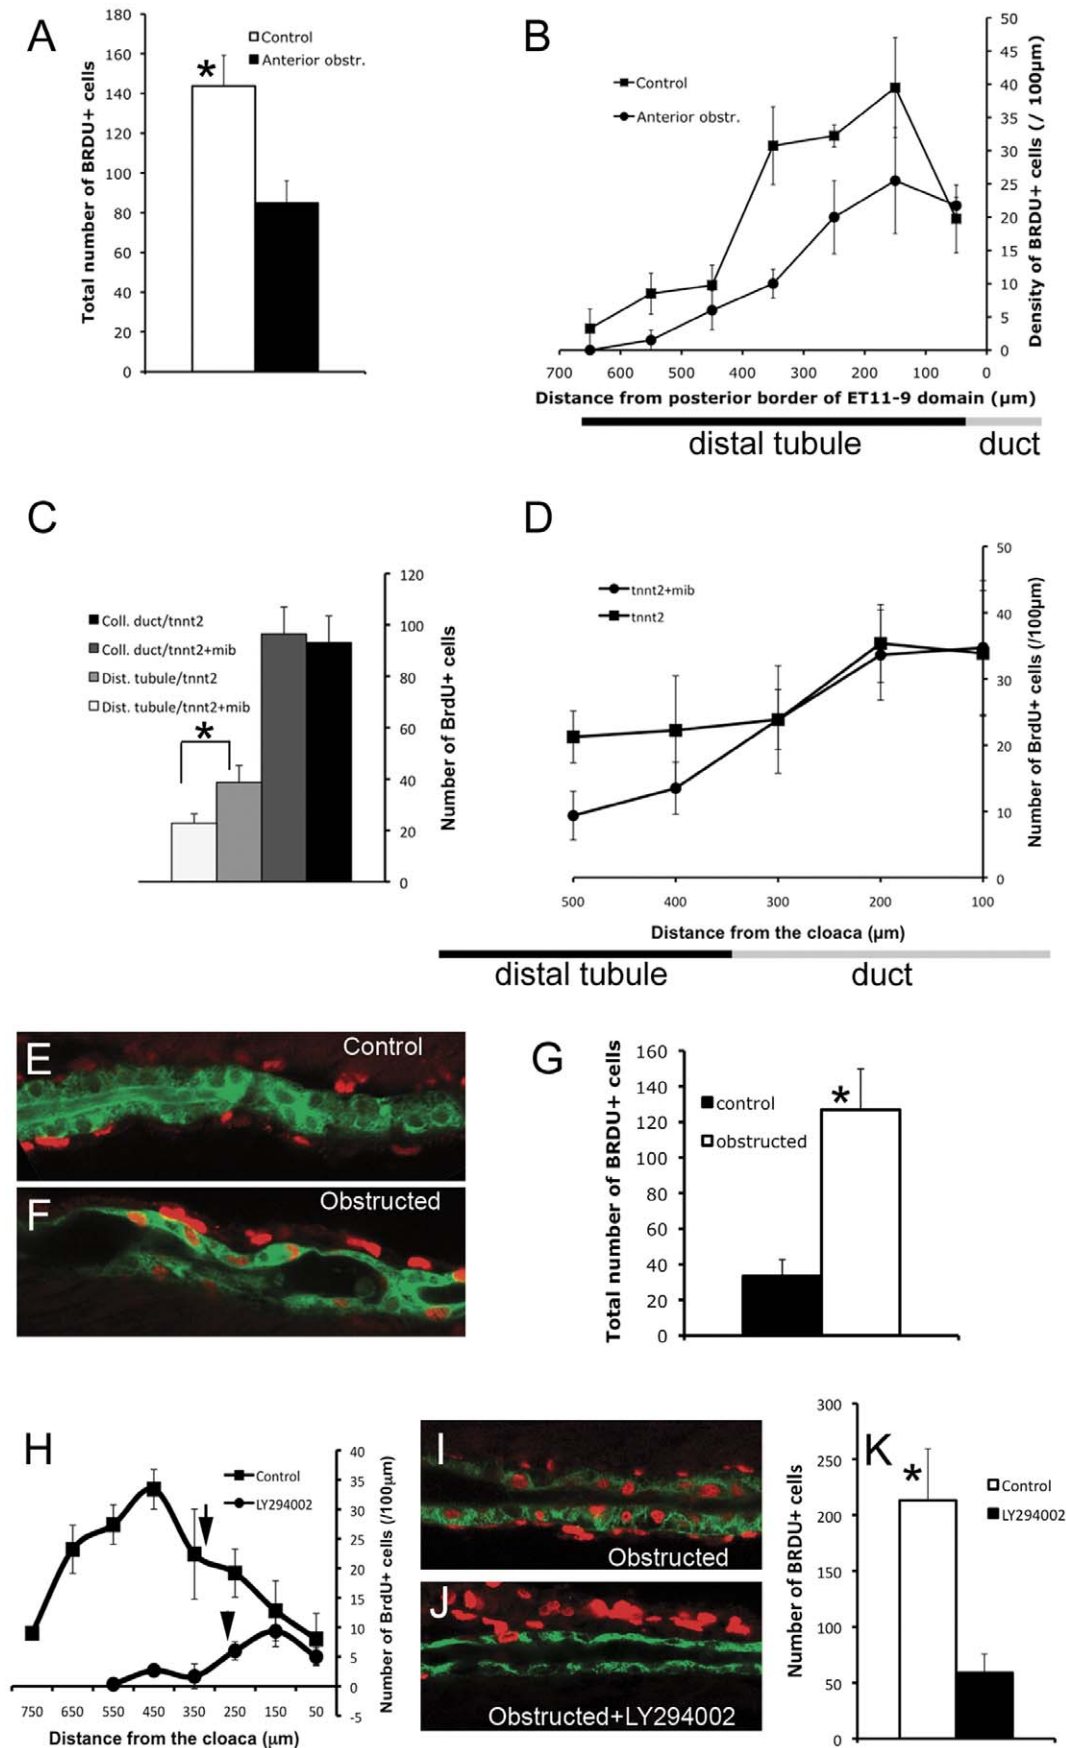 A
180
160
140
120
100
80
60
40
20
0
Total number of BRDU+ cells
*
Control
Anterior obstr.
B
Control
Anterior obstr.
50
45
40
35
30
25
20
15
10
5
0
Density of BRDU+ cells (/ 100µm)
700 600 500 400 300 200 100 0
Distance from posterior border of ET11-9 domain (µm)
distal tubule duct
C
Coll. duct/tnnt2
Coll. duct/tnnt2+mib
Dist. tubule/tnnt2
Dist. tubule/tnnt2+mib
*
120
100
80
60
40
20
0
Number of BrdU+ cells
D
tnnt2+mib
tnnt2
50
40
30
20
10
0
Number of BrdU+ cells (/100µm)
500 400 300 200 100
Distance from the cloaca (µm)
distal tubule duct
E
Control
F
Obstructed
G
Total number of BRDU+ cells
160
140
120
100
80
60
40
20
0
control
obstructed
*
H
Control
LY294002
40
35
30
25
20
15
10
5
0
-5
Number of BrdU+ cells (/100µm)
750 650 550 450 350 250 150 50
Distance from the cloaca (µm)
I
Obstructed
J
Obstructed+LY294002
K
Number of BRDU+ cells
300
250
200
150
100
50
0
*
Control
LY294002